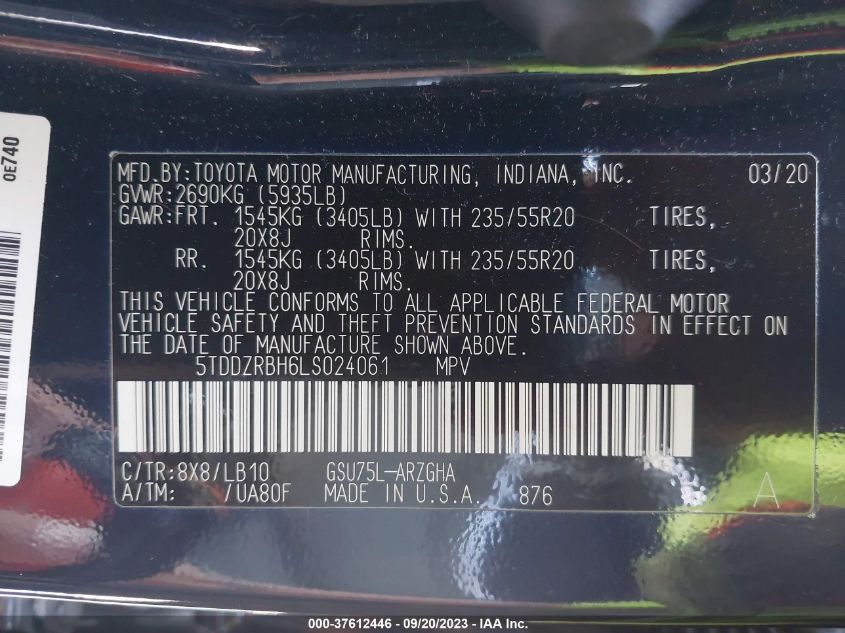 0E740
MFD.BY:TOYOTA MOTOR MANUFACTURING, INDIANA, INC. 03/20
GVWR:2690KG (5935LB)
GAWR:FRT. 1545KG (3405LB) WITH 235/55R20 TIRES,
20X8J RIMS.
RR. 1545KG (3405LB) WITH 235/55R20 TIRES,
20X8J RIMS.
THIS VEHICLE CONFORMS TO ALL APPLICABLE FEDERAL MOTOR
VEHICLE SAFETY AND THEFT PREVENTION STANDARDS IN EFFECT ON
THE DATE OF MANUFACTURE SHOWN ABOVE.
5TDDZRBH6LS024061 MPV
C/TR:8X8/LB10 GSU75L-ARZGHA
A/TM: /UA80F MADE IN U.S.A. 876 A
000-37612446 - 09/20/2023 - IAA Inc.